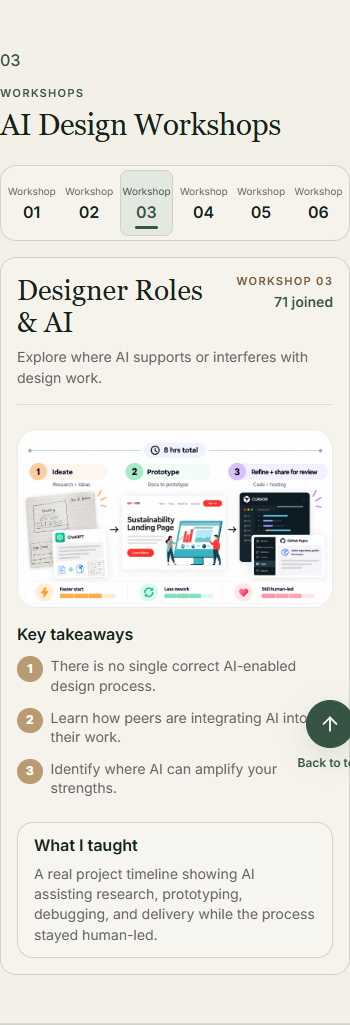 03
WORKSHOPS
AI Design Workshops
Workshop Workshop Workshop Workshop Workshop Workshop
01 02 03 04 05 06
Designer Roles
& AI
WORKSHOP 03
71 joined
Explore where AI supports or interferes with
design work.
8 hrs total
1 Ideate
Research + ideas
2 Prototype
Docs to prototype
3 Refine + share for review
Code + hosting
ChatGPT
Sustainability
Landing Page
CURSOR
GitHub Pages
Faster start
Less rework
Still human-led
Key takeaways
1 There is no single correct AI-enabled
design process.
2 Learn how peers are integrating AI into
their work.
3 Identify where AI can amplify your
strengths.
Back to t
What I taught
A real project timeline showing AI
assisting research, prototyping,
debugging, and delivery while the process
stayed human-led.